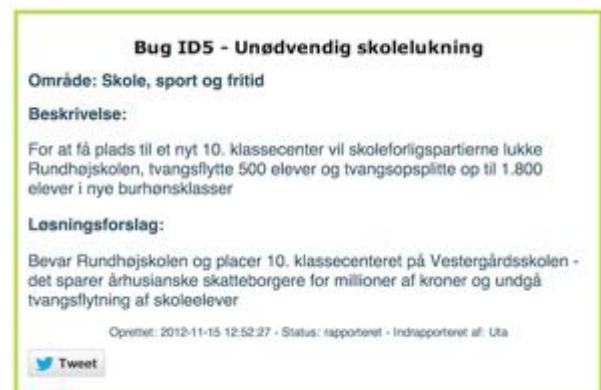 Bug ID5 - Unødvendig skolelukning
Område: Skole, sport og fritid
Beskrivelse:
For at få plads til et nyt 10. klassecenter vil skoleforligspartierne lukke
Rundhøjskolen, tvangsflytte 500 elever og tvangsopsplitte op til 1.800
elever i nye burhønsklasser
Løsningsforslag:
Bevar Rundhøjskolen og placer 10. klassecenteret på Vestergårdsskolen -
det sparer århusianske skatteborgere for millioner af kroner og undgå
tvangsflytning af skoleelever
Oprettet: 2012-11-15 12:52:27 - Status: rapporteret - Indrapporteret af: Uta
Tweet